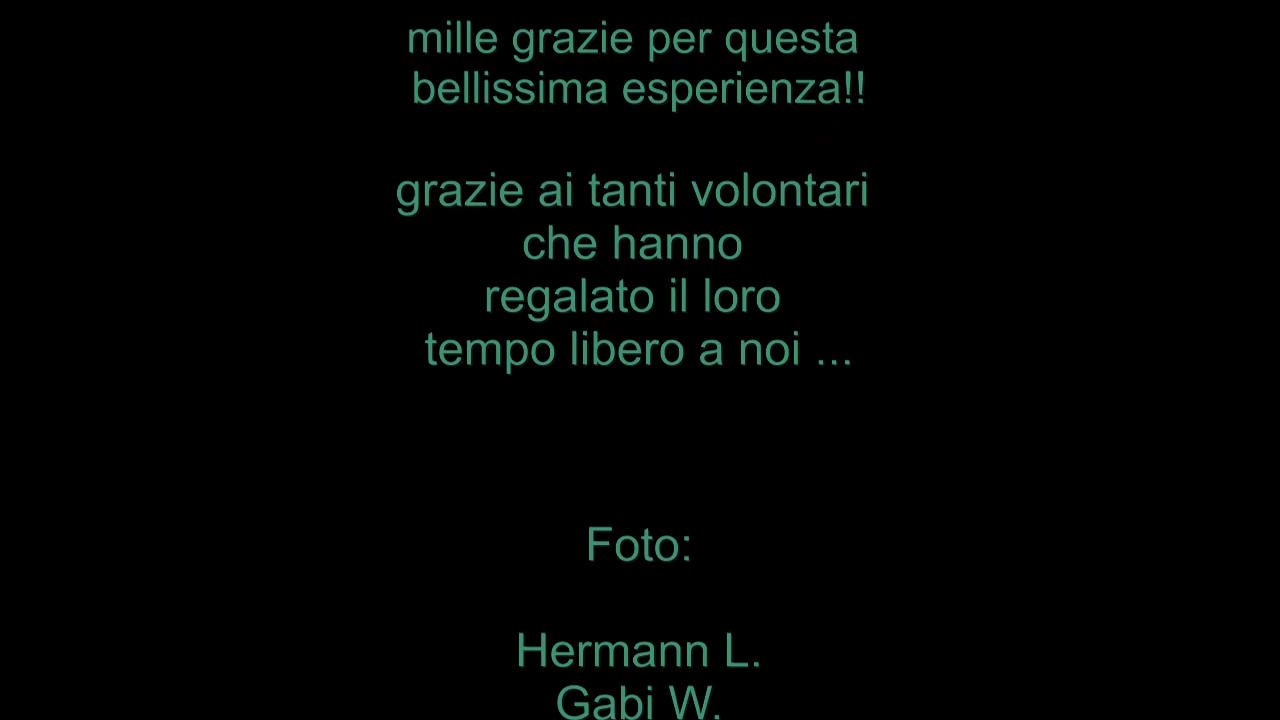 mille grazie per questa
bellissima esperienza!!
grazie ai tanti volontari
che hanno
regalato il loro
tempo libero a noi ...
Foto:
Hermann L.
Gabi W.